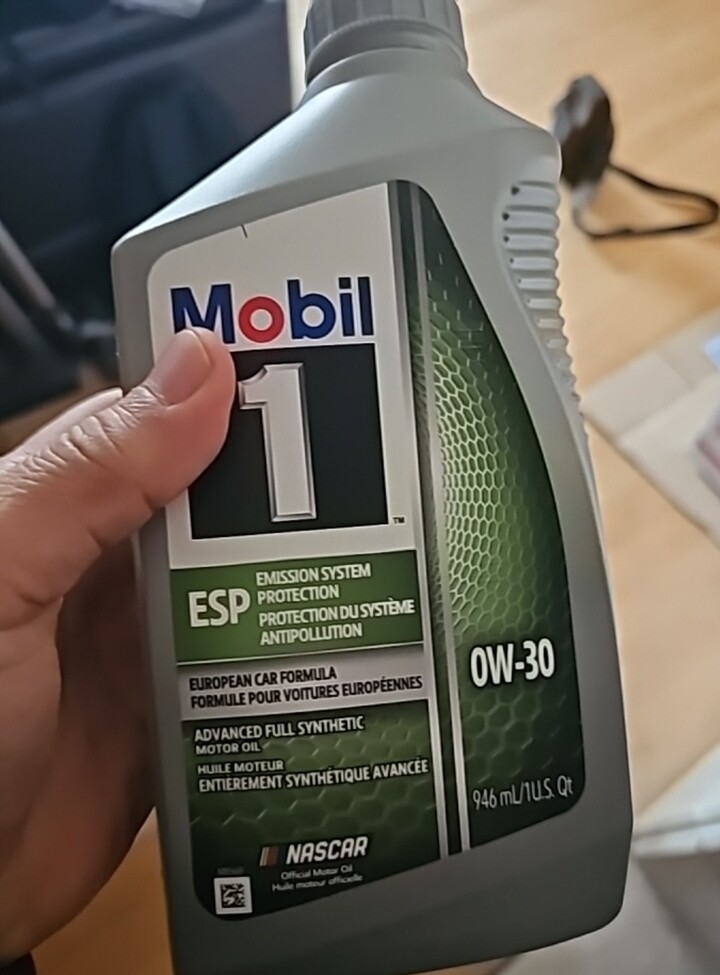 Mobil
1
TM
ESP
EMISSION SYSTEM
PROTECTION
PROTECTION DU SYSTÈME
ANTIPOLLUTION
EUROPEAN CAR FORMULA
FORMULE POUR VOITURES EUROPÉENNES
ADVANCED FULL SYNTHETIC
MOTOR OIL
HUILE MOTEUR
ENTIÈREMENT SYNTHÉTIQUE AVANCÉE
NASCAR
Official Motor Oil
Huile moteur officielle
0W-30
946 mL/1U.S. Qt